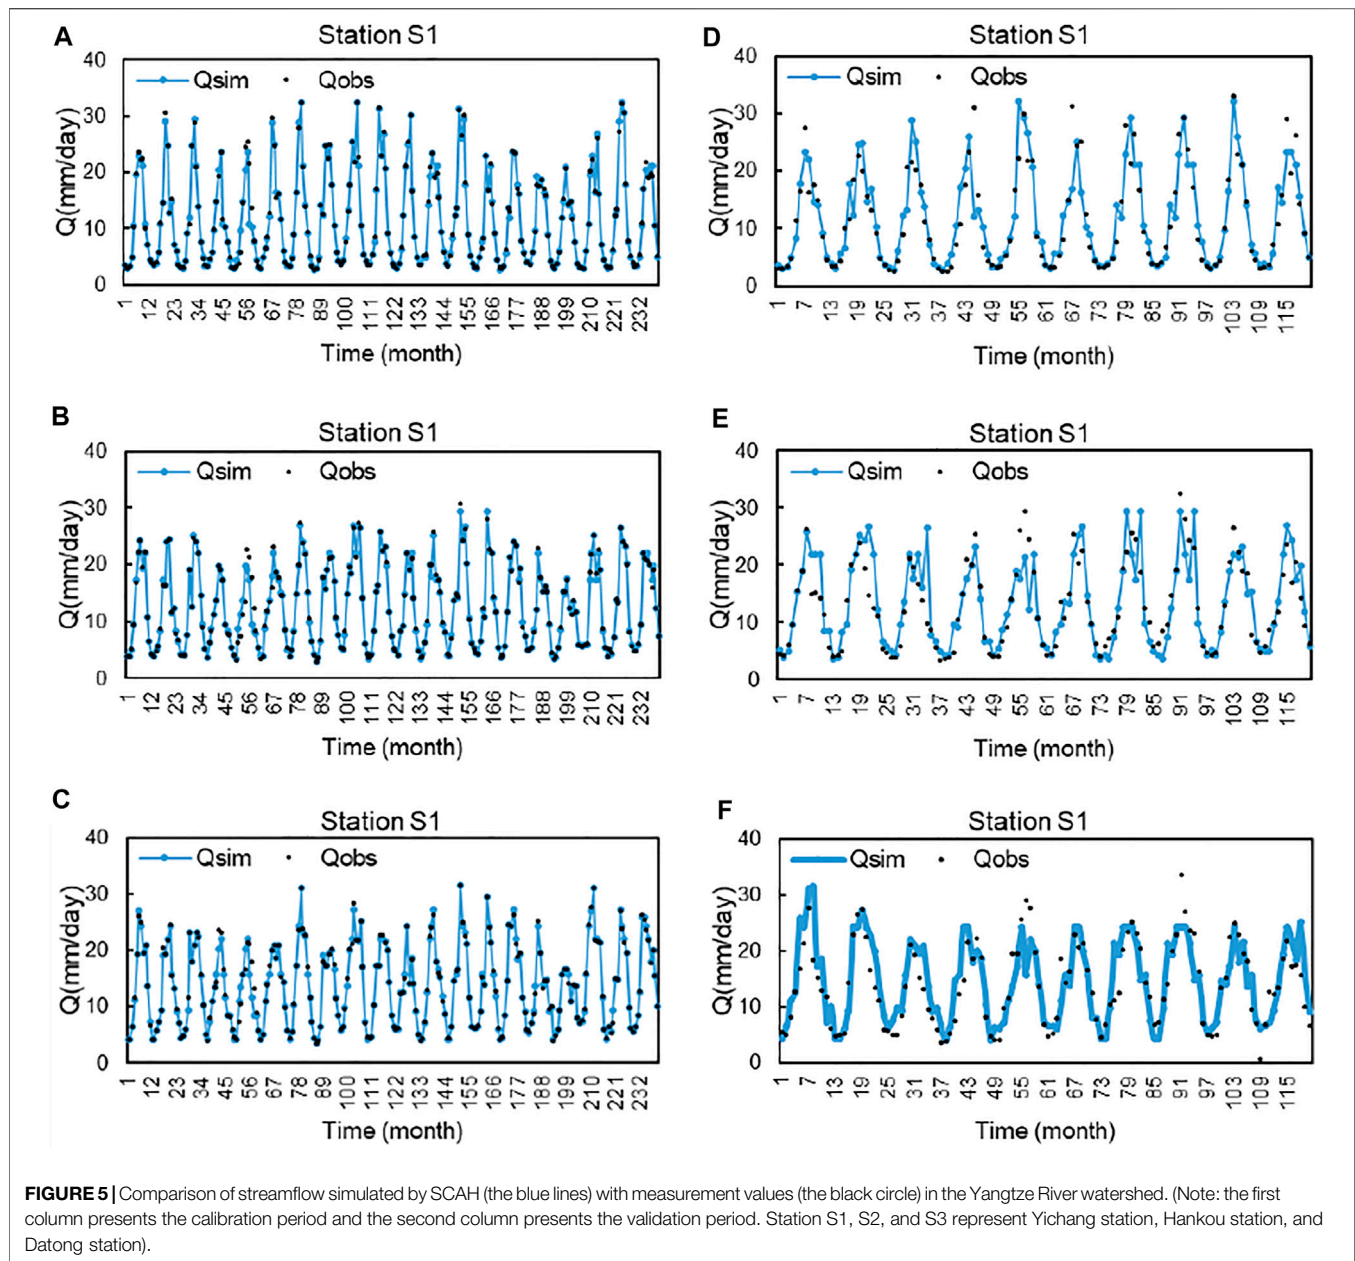 A
Station S1
Qsim
Qobs
Q(mm/day)
40
30
20
10
0
1 12 23 34 45 56 67 78 89 100 111 122 133 144 155 166 177 188 199 210 221 232
Time (month)
D
Station S1
Qsim
Qobs
Q(mm/day)
40
30
20
10
0
1 7 13 19 25 31 37 43 49 55 61 67 73 79 85 91 97 103 109 115
Time (month)
B
Station S1
Qsim
Qobs
Q(mm/day)
40
30
20
10
0
1 12 23 34 45 56 67 78 89 100 111 122 133 144 155 166 177 188 199 210 221 232
Time (month)
E
Station S1
Qsim
Qobs
Q(mm/day)
40
30
20
10
0
1 7 13 19 25 31 37 43 49 55 61 67 73 79 85 91 97 103 109 115
Time (month)
C
Station S1
Qsim
Qobs
Q(mm/day)
40
30
20
10
0
1 12 23 34 45 56 67 78 89 100 111 122 133 144 155 166 177 188 199 210 221 232
Time (month)
F
Station S1
Qsim
Qobs
Q(mm/day)
40
30
20
10
0
1 7 13 19 25 31 37 43 49 55 61 67 73 79 85 91 97 103 109 115
Time (month)
FIGURE 5 | Comparison of streamflow simulated by SCAH (the blue lines) with measurement values (the black circle) in the Yangtze River watershed. (Note: the first
column presents the calibration period and the second column presents the validation period. Station S1, S2, and S3 represent Yichang station, Hankou station, and
Datong station).